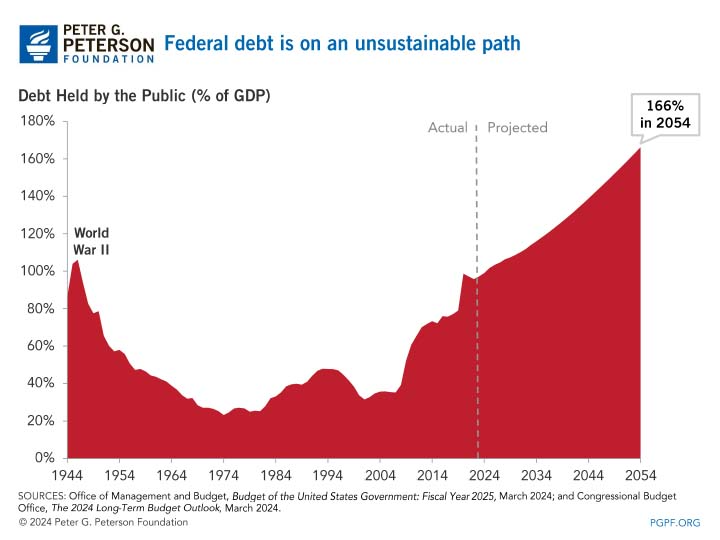 PETER G.
PETERSON
FOUNDATION
Federal debt is on an unsustainable path
Debt Held by the Public (% of GDP)
180%
160%
140%
120%
100%
80%
60%
40%
20%
0%
World
War II
Actual
Projected
166%
in 2054
1944 1954 1964 1974 1984 1994 2004 2014 2024 2034 2044 2054
SOURCES: Office of Management and Budget, Budget of the United States Government: Fiscal Year 2025, March 2024; and Congressional Budget
Office, The 2024 Long-Term Budget Outlook, March 2024.
© 2024 Peter G. Peterson Foundation
PGPF.ORG